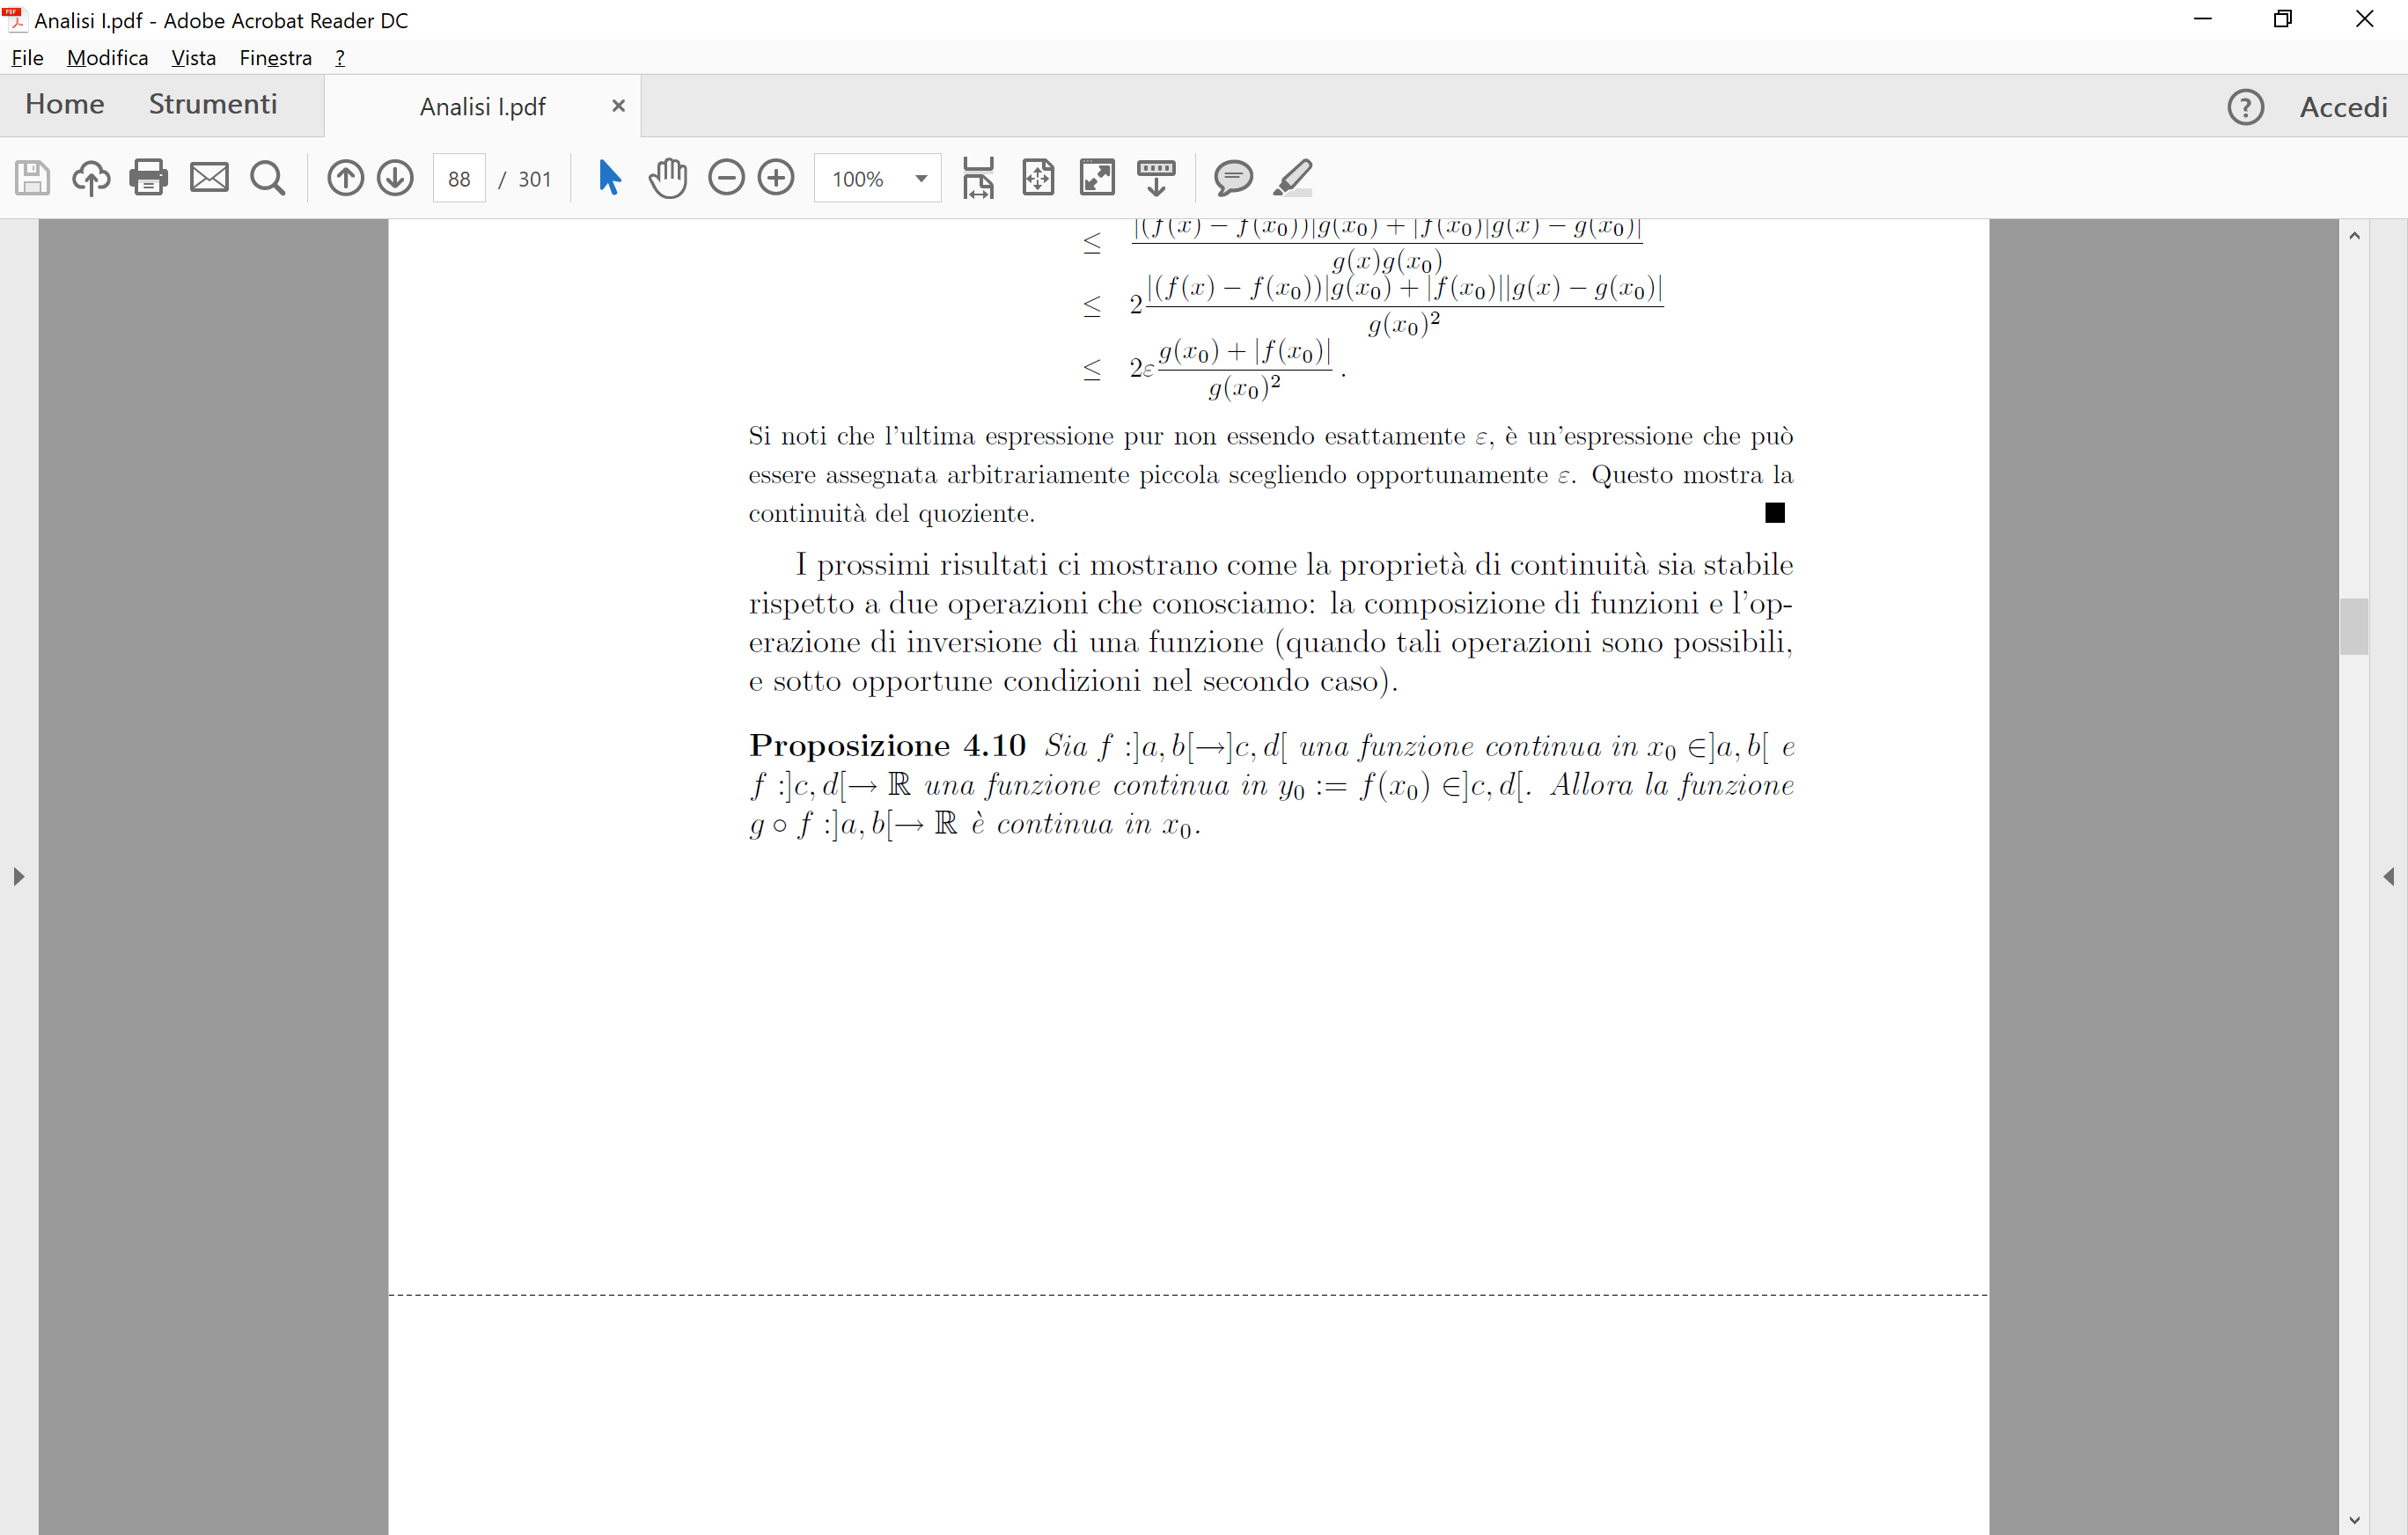 Analisi I.pdf - Adobe Acrobat Reader DC
File Modifica Vista Finestra ?
Home Strumenti Analisi I.pdf × ? Accedi
88 / 301 100%
≤ |(f(x) − f(x₀))|g(x₀) + |f(x₀)|g(x) − g(x₀)| / g(x)g(x₀)
≤ 2 |(f(x) − f(x₀))|g(x₀) + |f(x₀)||g(x) − g(x₀)| / g(x₀)²
≤ 2ε g(x₀) + |f(x₀)| / g(x₀)² .
Si noti che l'ultima espressione pur non essendo esattamente ε, è un'espressione che può
essere assegnata arbitrariamente piccola scegliendo opportunamente ε. Questo mostra la
continuità del quoziente. ■
I prossimi risultati ci mostrano come la proprietà di continuità sia stabile
rispetto a due operazioni che conosciamo: la composizione di funzioni e l'op-
erazione di inversione di una funzione (quando tali operazioni sono possibili,
e sotto opportune condizioni nel secondo caso).
Proposizione 4.10 Sia f :]a, b[→]c, d[ una funzione continua in x₀ ∈]a, b[ e
f :]c, d[→ ℝ una funzione continua in y₀ := f(x₀) ∈]c, d[. Allora la funzione
g ∘ f :]a, b[→ ℝ è continua in x₀.